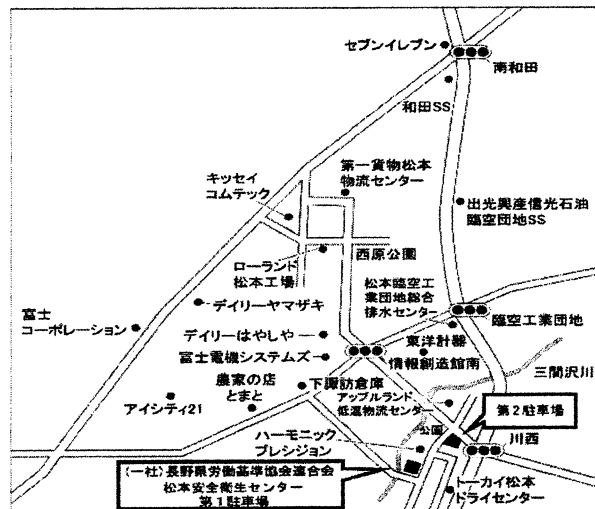 セブンイレブン
南和田
和田SS
第一貨物松本
物流センター
キッセイ
コムテック
出光興産信光石油
臨空団地SS
西原公園
ローランド
松本工場
松本臨空工
業団地総合
排水センター
デイリーヤマザキ
富士
コーポレーション
臨空工業団地
デイリーはやしや
東洋計器
富士電機システムズ
情報創造館南
三間沢川
農家の店
とまと
下諏訪倉庫
アイシティ21
アップルランド
低温物流センター
第2駐車場
公園
川西
ハーモニック
プレシジョン
(一社)長野県労働基準協会連合会
松本安全衛生センター
第1駐車場
トーカイ松本
ドライセンター